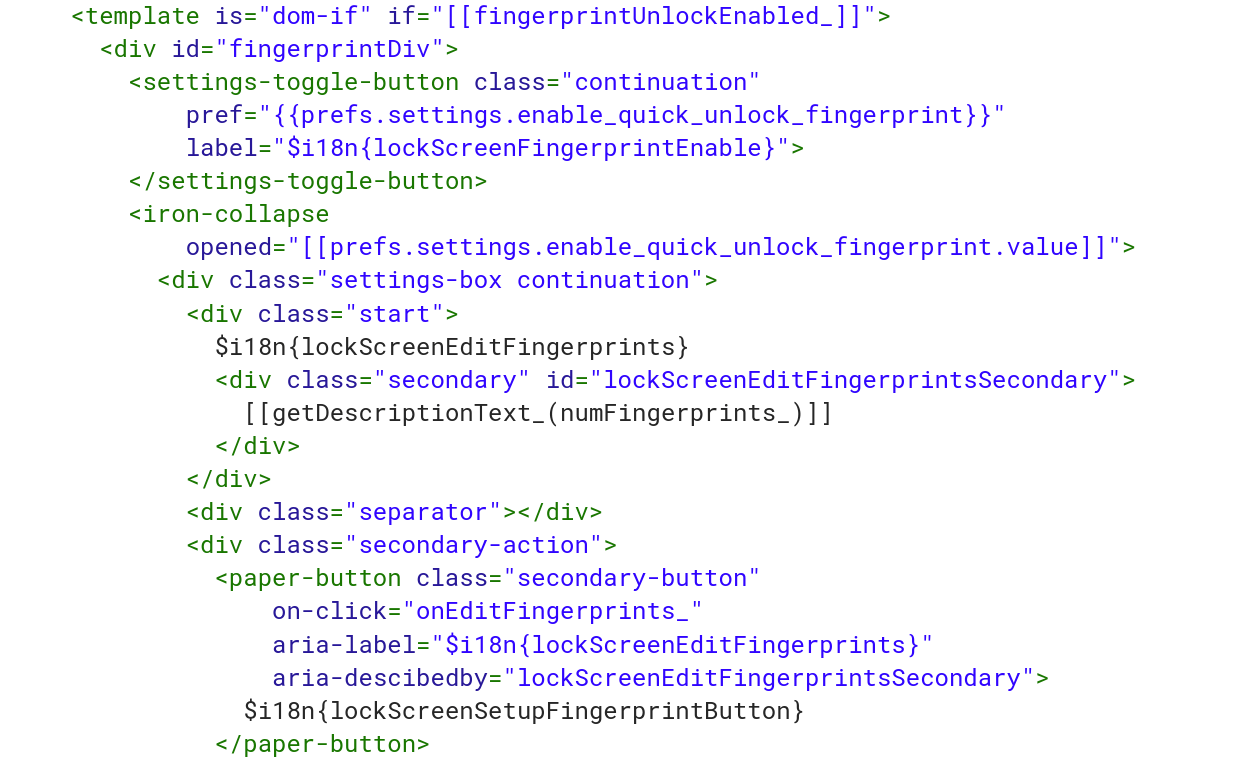 <template is="dom-if" if="[[fingerprintUnlockEnabled_]]">
<div id="fingerprintDiv">
<settings-toggle-button class="continuation"
pref="{{prefs.settings.enable_quick_unlock_fingerprint}}"
label="$i18n{lockScreenFingerprintEnable}">
</settings-toggle-button>
<iron-collapse
opened="[[prefs.settings.enable_quick_unlock_fingerprint.value]]">
<div class="settings-box continuation">
<div class="start">
$i18n{lockScreenEditFingerprints}
<div class="secondary" id="lockScreenEditFingerprintsSecondary">
[[getDescriptionText_(numFingerprints_)]]
</div>
</div>
<div class="separator"></div>
<div class="secondary-action">
<paper-button class="secondary-button"
on-click="onEditFingerprints_"
aria-label="$i18n{lockScreenEditFingerprints}"
aria-descibedby="lockScreenEditFingerprintsSecondary">
$i18n{lockScreenSetupFingerprintButton}
</paper-button>